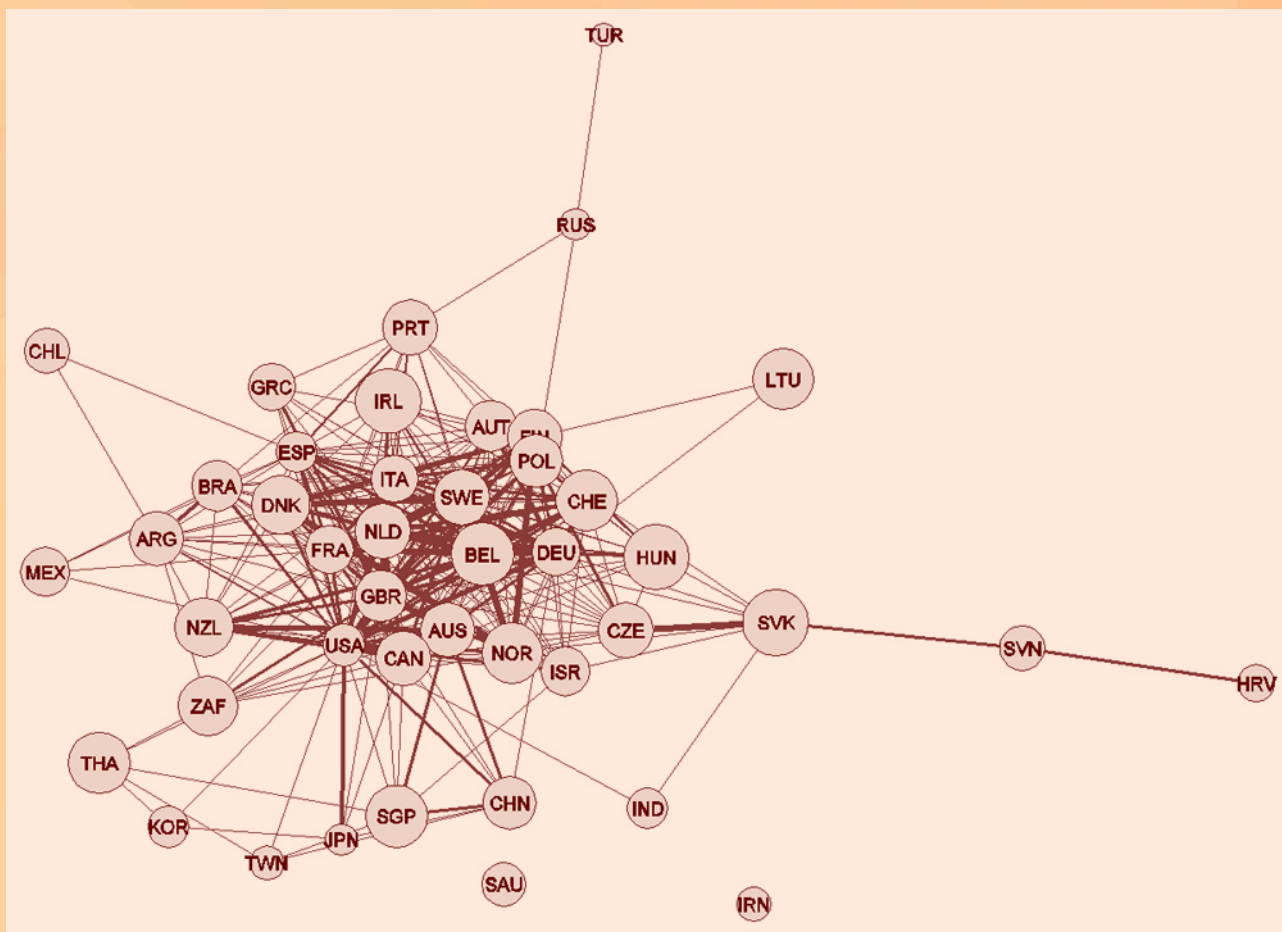 TUR
RUS
PRT
CHL
LTU
GRC
IRL
AUT
FIN
ESP
POL
ITA
BRA
DNK
SWE
CHE
NLD
ARG
FRA
BEL
DEU
HUN
MEX
GBR
NZL
AUS
CZE
SVK
USA
CAN
NOR
SVN
ISR
HRV
ZAF
THA
CHN
IND
SGP
KOR
JPN
TWN
SAU
IRN